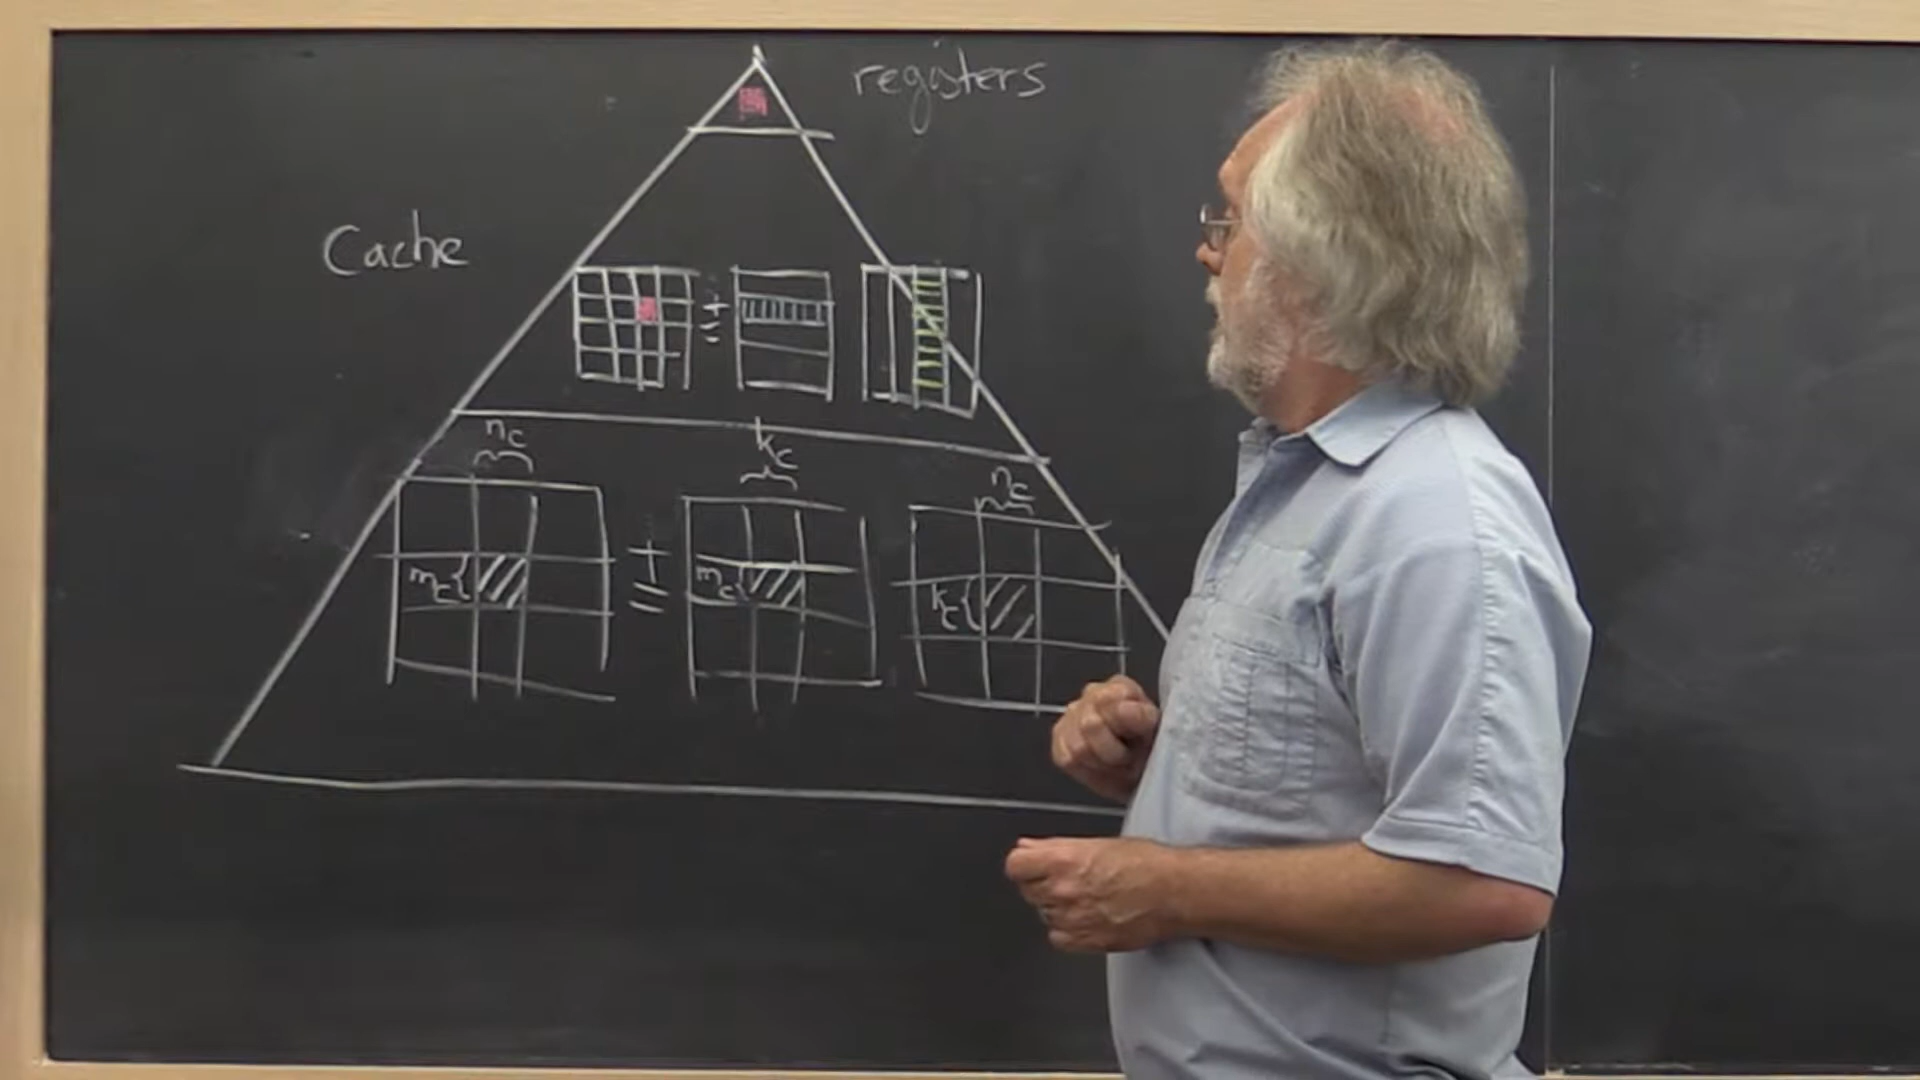 registers
Cache
+=
n_c k_c n_c
m_c += m_c k_c